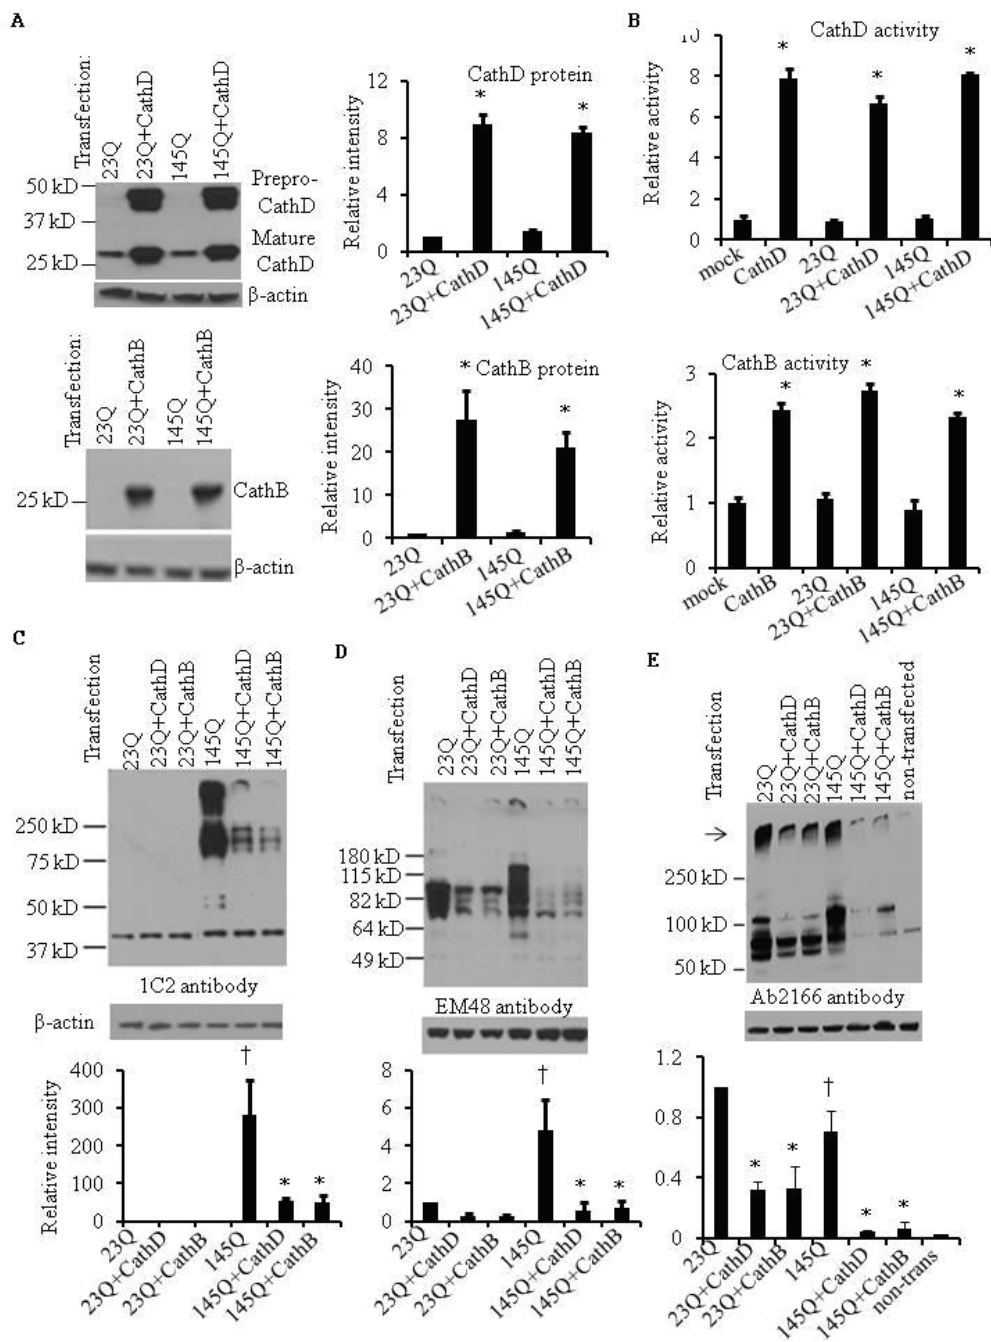 A
Transfection:
23Q
23Q+CathD
145Q
145Q+CathD
50 kD
37 kD
25 kD
Prepro-
CathD
Mature
CathD
β-actin
CathD protein
Relative intensity
12
8
4
0
23Q
23Q+CathD
145Q
145Q+CathD
*
*
B
CathD activity
Relative activity
10
8
6
4
2
0
mock
CathD
23Q
23Q+CathD
145Q
145Q+CathD
*
*
*
Transfection:
23Q
23Q+CathB
145Q
145Q+CathB
25 kD
CathB
β-actin
CathB protein
Relative intensity
40
30
20
10
0
23Q
23Q+CathB
145Q
145Q+CathB
*
*
CathB activity
Relative activity
3
2
1
0
mock
CathB
23Q
23Q+CathB
145Q
145Q+CathB
*
*
*
C
Transfection
23Q
23Q+CathD
23Q+CathB
145Q
145Q+CathD
145Q+CathB
250 kD
75 kD
50 kD
37 kD
1C2 antibody
β-actin
Relative intensity
400
300
200
100
0
†
*
*
23Q
23Q+CathD
23Q+CathB
145Q
145Q+CathD
145Q+CathB
D
Transfection
23Q
23Q+CathD
23Q+CathB
145Q
145Q+CathD
145Q+CathB
180 kD
115 kD
82 kD
64 kD
49 kD
EM48 antibody
8
6
4
2
0
†
*
*
23Q
23Q+CathD
23Q+CathB
145Q
145Q+CathD
145Q+CathB
E
Transfection
23Q
23Q+CathD
23Q+CathB
145Q
145Q+CathD
145Q+CathB
non-transfected
250 kD
100 kD
50 kD
Ab2166 antibody
1.2
0.8
0.4
0
*
*
†
*
*
23Q
23Q+CathD
23Q+CathB
145Q
145Q+CathD
145Q+CathB
non-trans